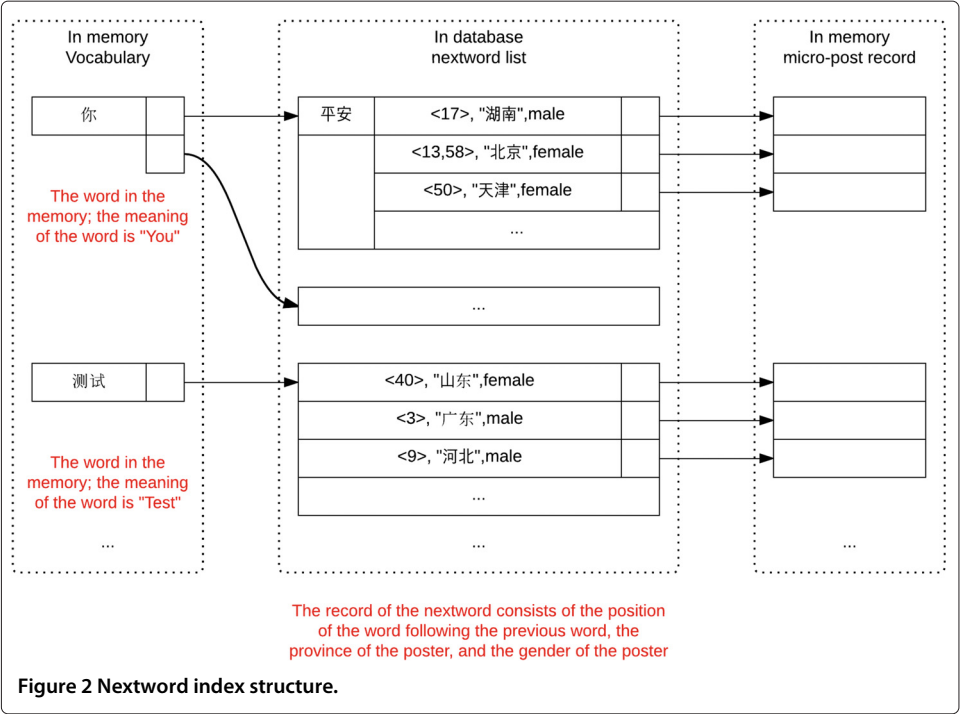 In memory
Vocabulary
In database
nextword list
In memory
micro-post record
你
平安
<17>, "湖南",male
<13,58>, "北京",female
<50>, "天津",female
...
The word in the
memory; the meaning
of the word is "You"
...
测试
<40>, "山东",female
<3>, "广东",male
<9>, "河北",male
...
The word in the
memory; the meaning
of the word is "Test"
...
...
...
The record of the nextword consists of the position
of the word following the previous word, the
province of the poster, and the gender of the poster
Figure 2 Nextword index structure.